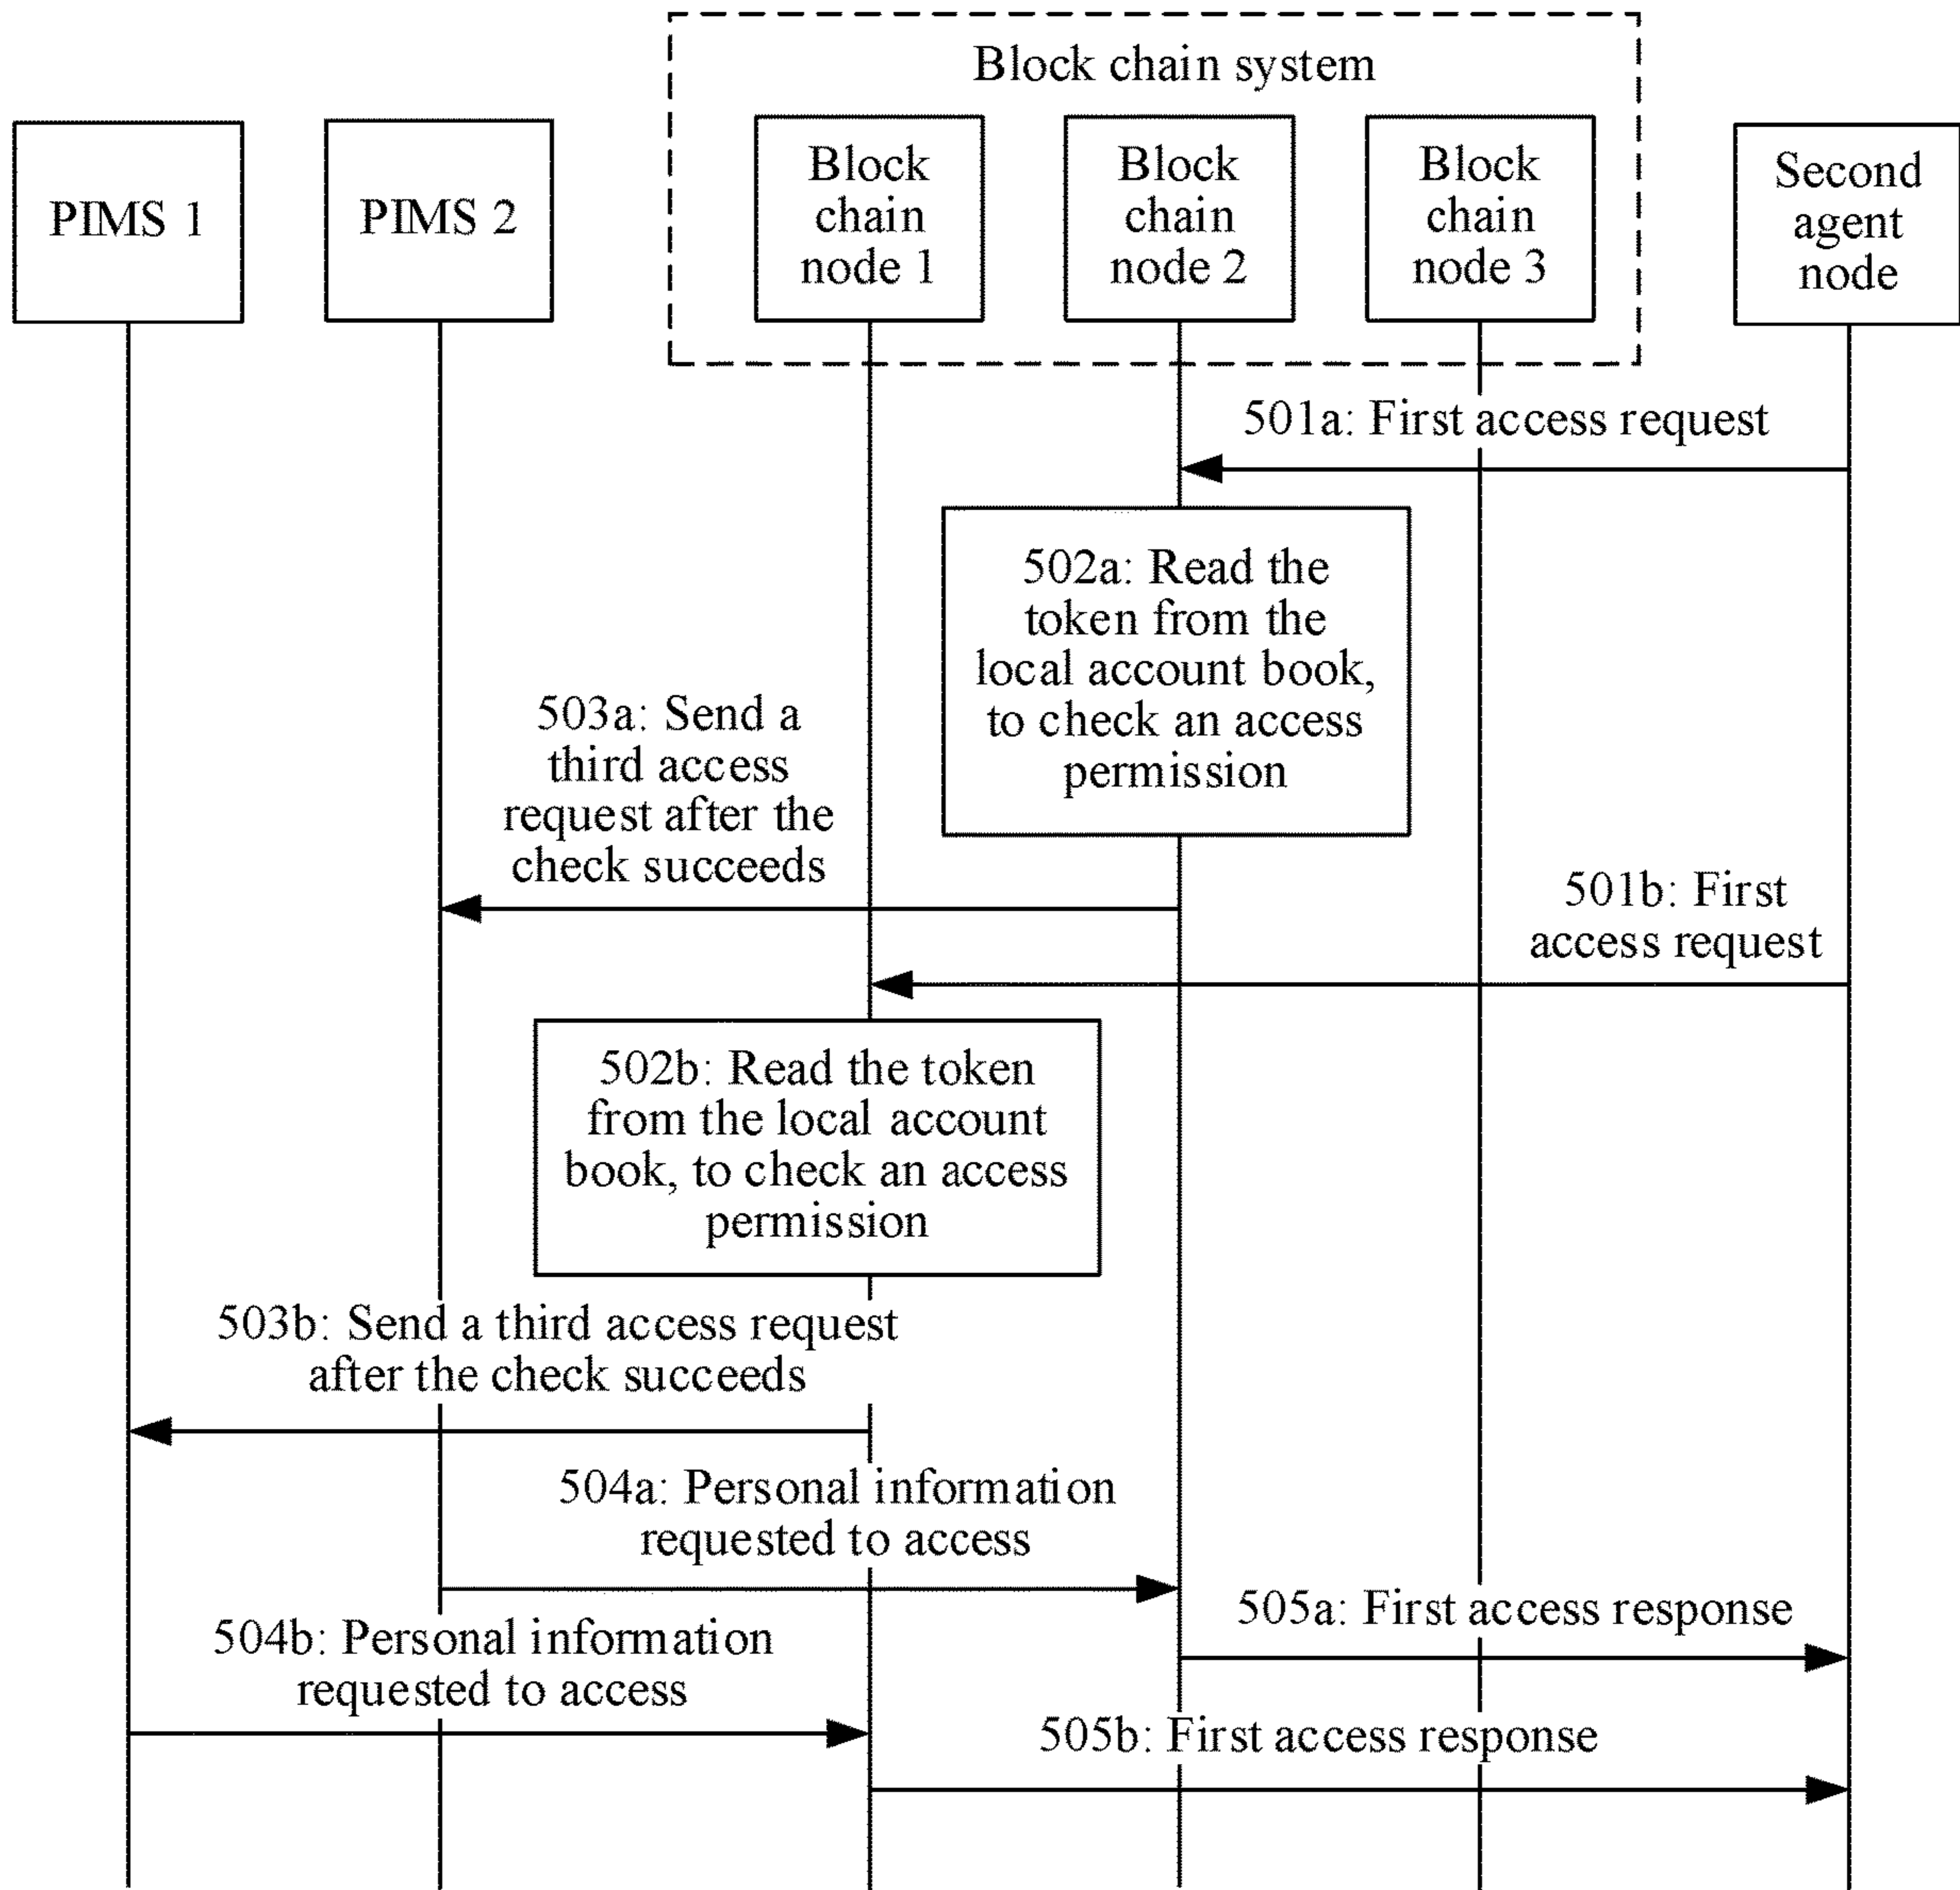 Block chain system
PIMS 1
PIMS 2
Block
chain
node 1
Block
chain
node 2
Block
chain
node 3
Second
agent
node
501a: First access request
502a: Read the
token from the
local account book,
to check an access
permission
503a: Send a
third access
request after the
check succeeds
501b: First
access request
502b: Read the token
from the local account
book, to check an access
permission
503b: Send a third access request
after the check succeeds
504a: Personal information
requested to access
505a: First access response
504b: Personal information
requested to access
505b: First access response